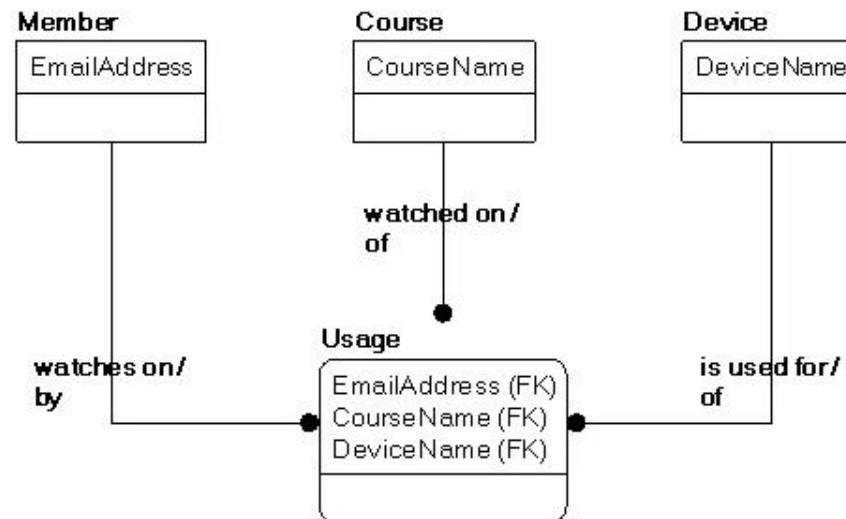 Member
EmailAddress
Course
CourseName
Device
DeviceName
watched on /
of
Usage
watches on /
by
EmailAddress (FK)
CourseName (FK)
DeviceName (FK)
is used for /
of